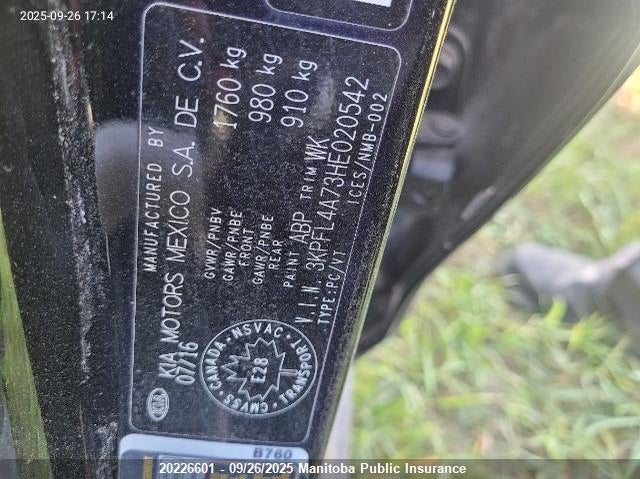 2025-09-26 17:14
MANUFACTURED BY
KIA MOTORS MEXICO S.A. DE C.V.
07/16
GVWR/PNBV 1760 kg
GAWR/PNBE FRONT 980 kg
GAWR/PNBE REAR 910 kg
PAINT ABP TRIM WK
V.I.N 3KPFL4A73HE020542
TYPE:PC/VT ICES/NMB-002
CANADA NSVAC TRANSPORT CMVSS
E28
KIA
B760
20226601 - 09/26/2025 Manitoba Public Insurance